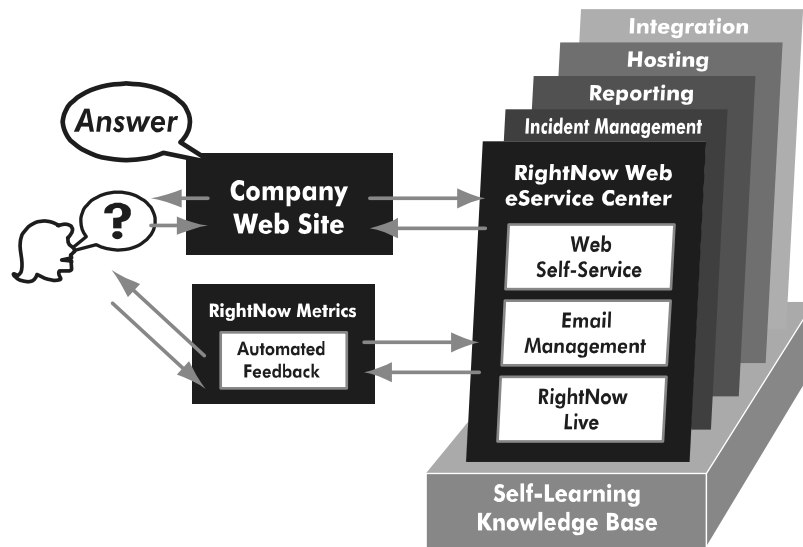 Integration
Hosting
Reporting
Incident Management
Answer
Company
Web Site
?
RightNow Web
eService Center
Web
Self-Service
Email
Management
RightNow
Live
RightNow Metrics
Automated
Feedback
Self-Learning
Knowledge Base